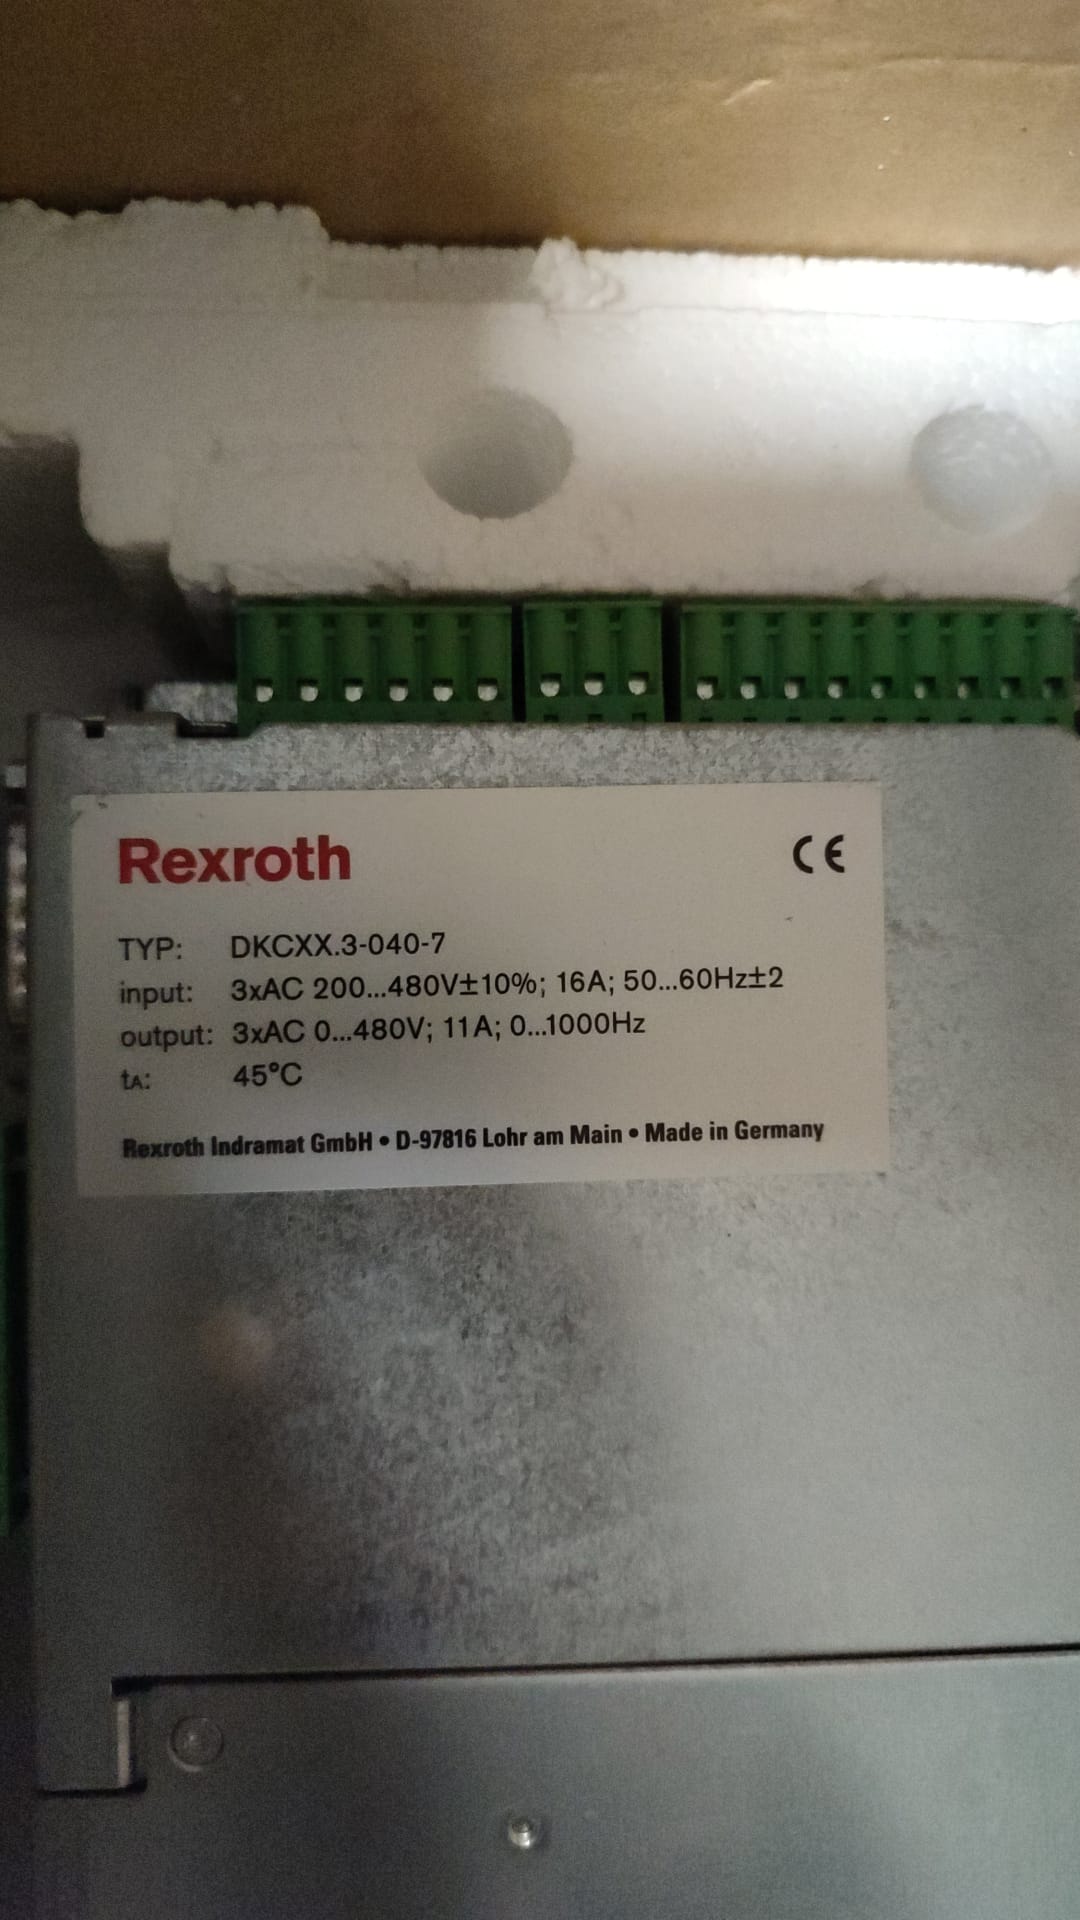 Rexroth CE
TYP: DKCXX.3-040-7
input: 3xAC 200...480V±10%; 16A; 50...60Hz±2
output: 3xAC 0...480V; 11A; 0...1000Hz
tA: 45°C
Rexroth Indramat GmbH • D-97816 Lohr am Main • Made in Germany